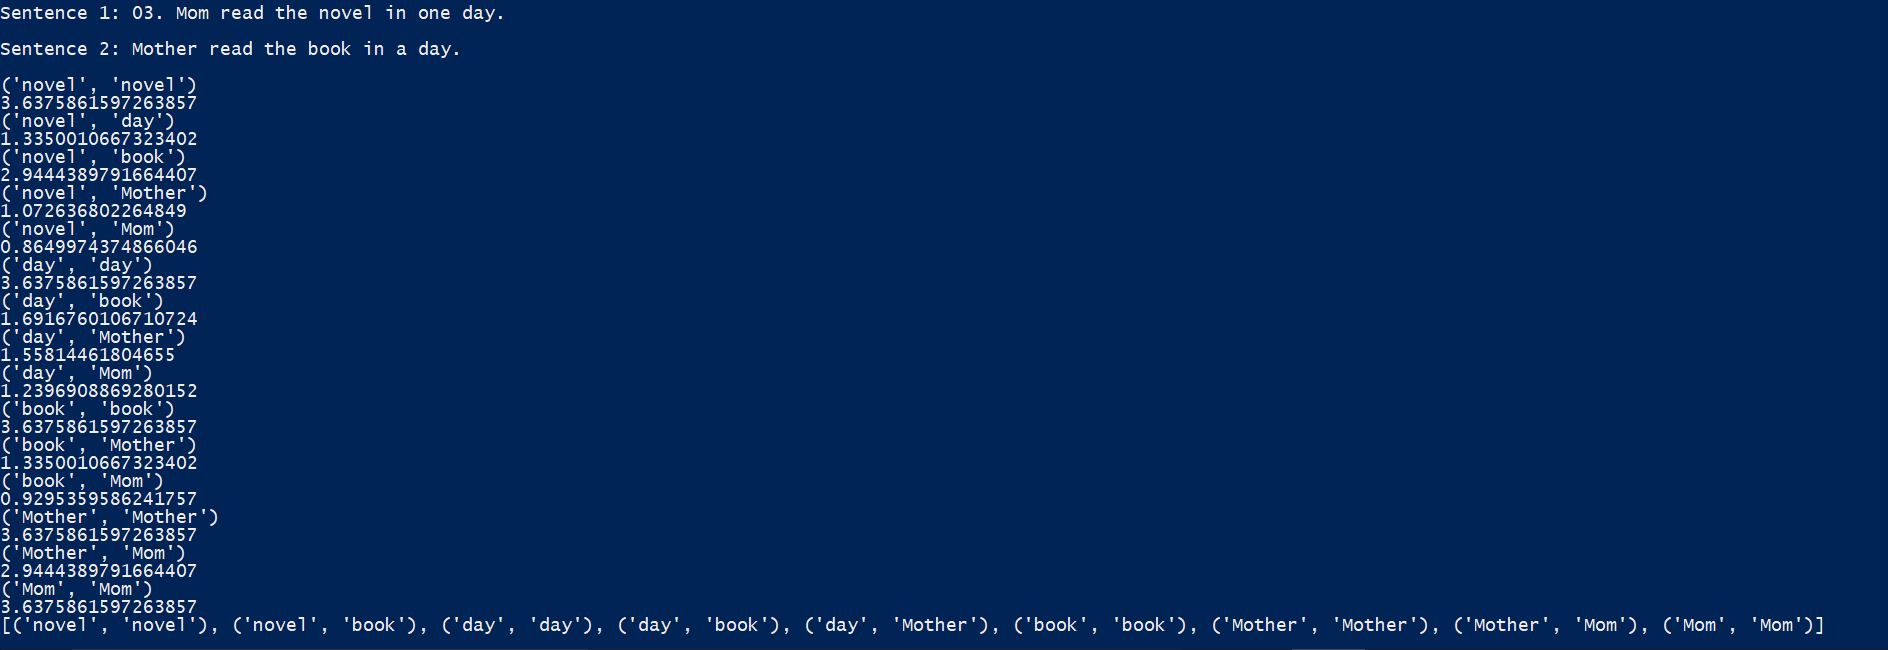 Sentence 1: 03. Mom read the novel in one day.
Sentence 2: Mother read the book in a day.
('novel', 'novel')
3.6375861597263857
('novel', 'day')
1.3350010667323402
('novel', 'book')
2.9444389791664407
('novel', 'Mother')
1.072636802264849
('novel', 'Mom')
0.8649974374866046
('day', 'day')
3.6375861597263857
('day', 'book')
1.6916760106710724
('day', 'Mother')
1.55814461804655
('day', 'Mom')
1.2396908869280152
('book', 'book')
3.6375861597263857
('book', 'Mother')
1.3350010667323402
('book', 'Mom')
0.9295359586241757
('Mother', 'Mother')
3.6375861597263857
('Mother', 'Mom')
2.9444389791664407
('Mom', 'Mom')
3.6375861597263857
[('novel', 'novel'), ('novel', 'book'), ('day', 'day'), ('day', 'book'), ('day', 'Mother'), ('book', 'book'), ('Mother', 'Mother'), ('Mother', 'Mom'), ('Mom', 'Mom')]